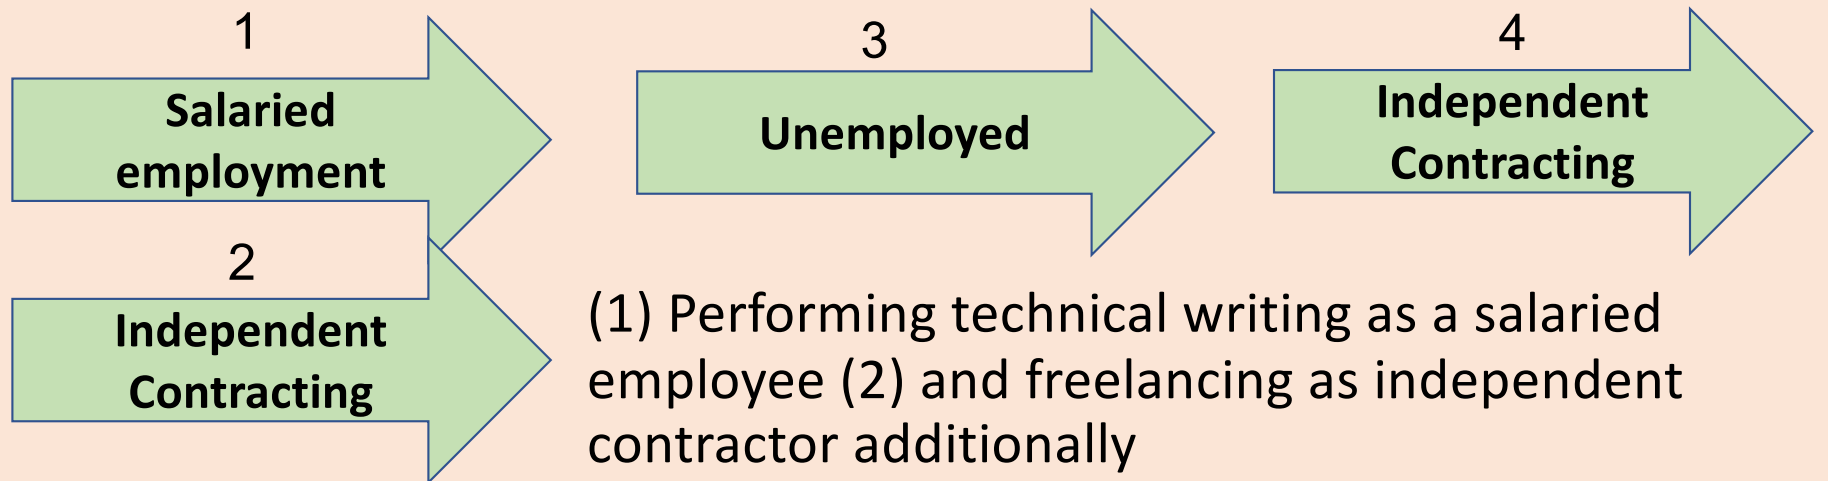 1
Salaried
employment
2
Independent
Contracting
3
Unemployed
4
Independent
Contracting
(1) Performing technical writing as a salaried
employee (2) and freelancing as independent
contractor additionally